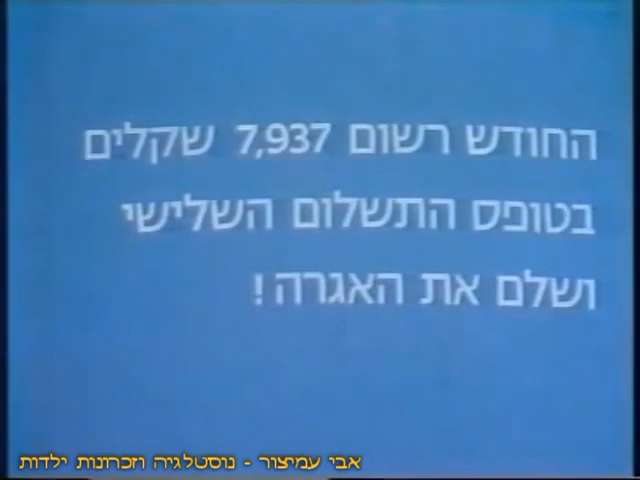 החודש רשום 7,937 שקלים
בטופס התשלום השלישי
ושלם את האגרה!
אבי עמיצור - נוסטלגיה וזכרונות ילדות